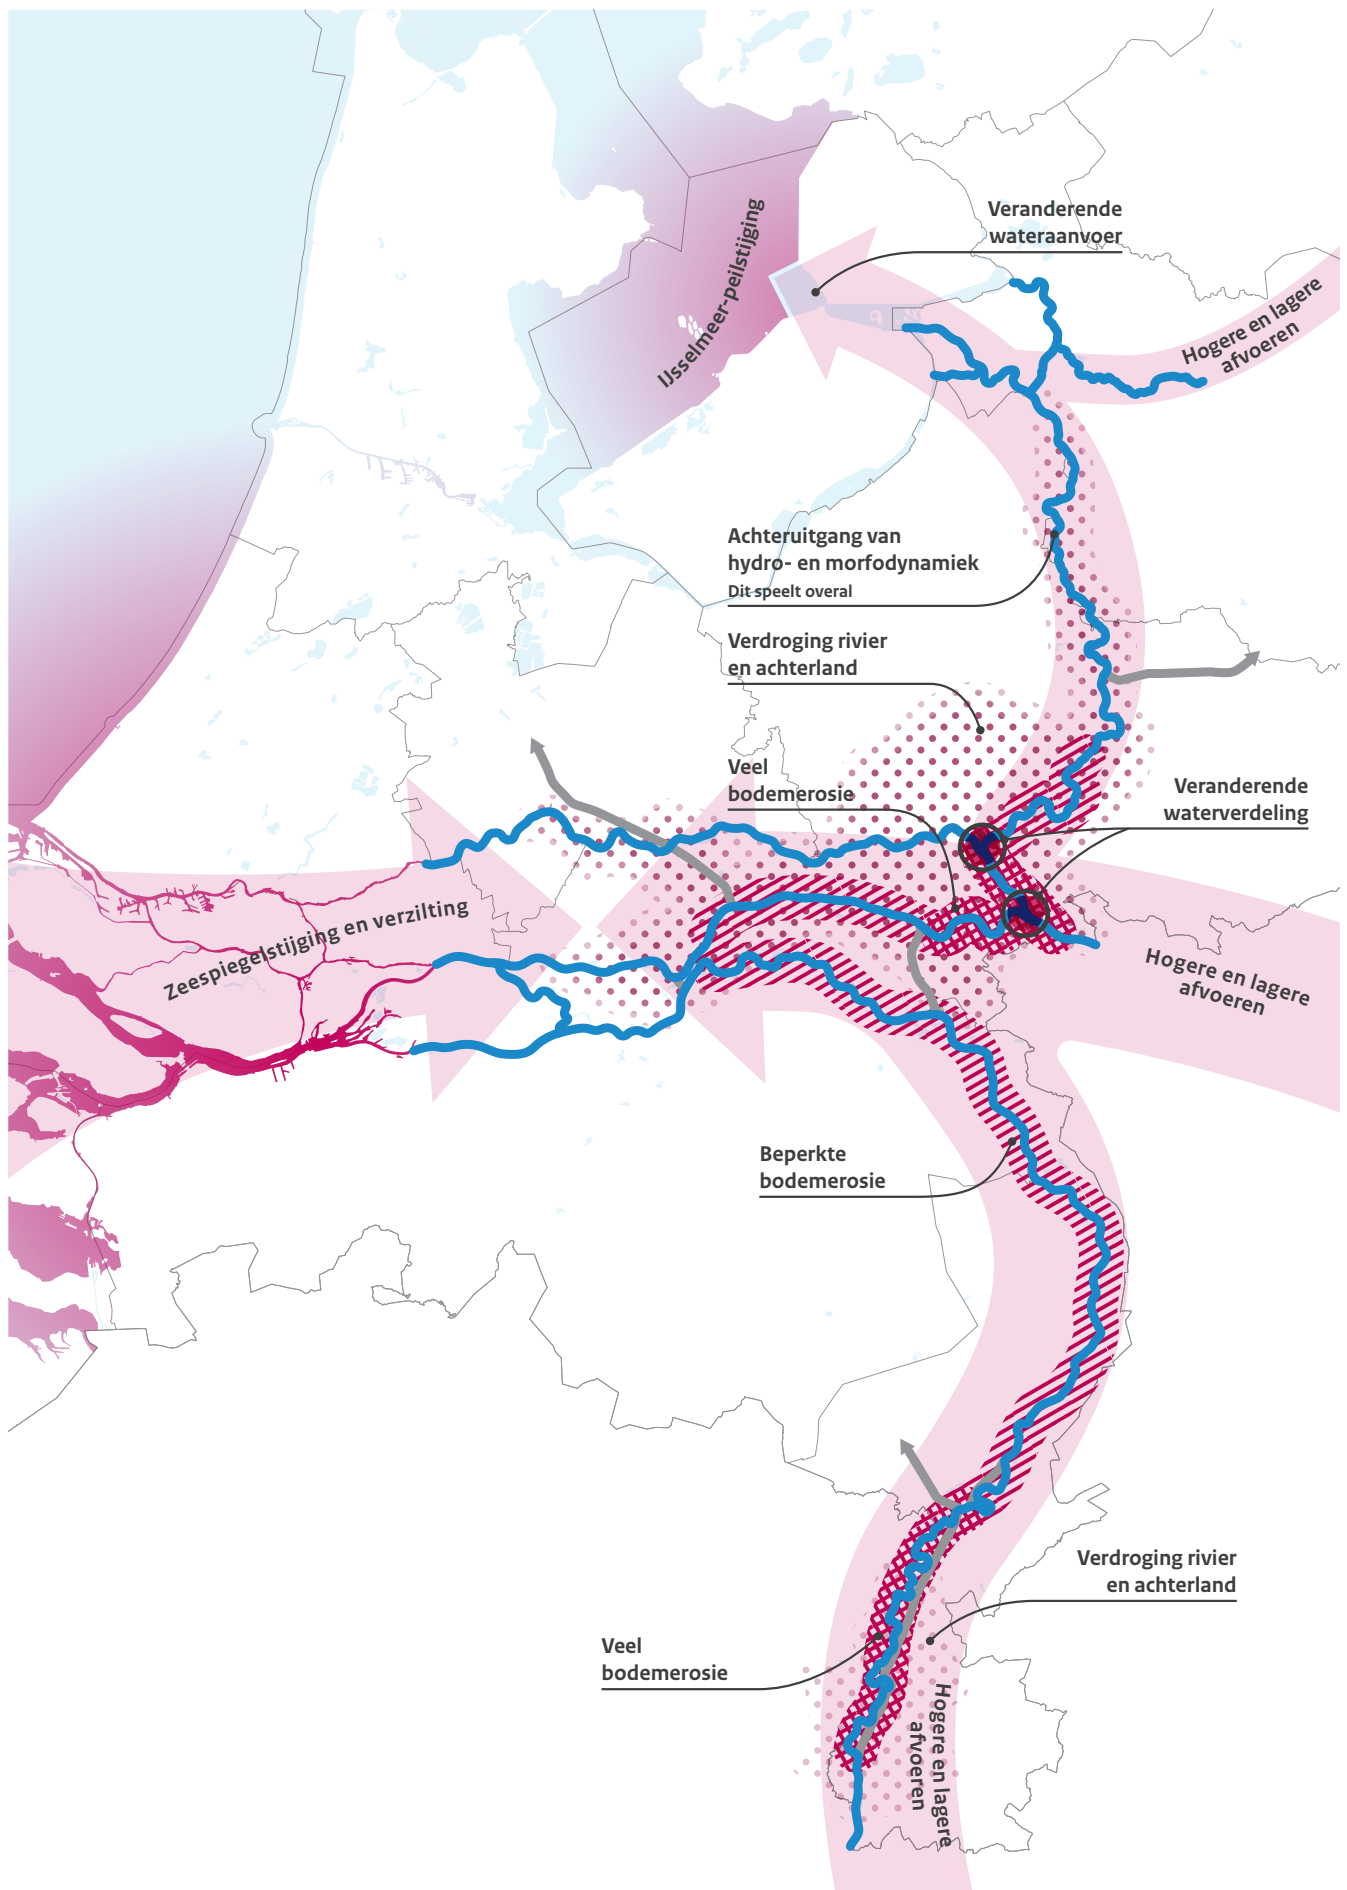 Veranderende
wateraanvoer
IJsselmeer-peilstijging
Hogere en lagere
afvoeren
Achteruitgang van
hydro- en morfodynamiek
Dit speelt overal
Verdroging rivier
en achterland
Veel
bodemerosie
Veranderende
waterverdeling
Zeespiegelstijging en verzilting
Hogere en lagere
afvoeren
Beperkte
bodemerosie
Verdroging rivier
en achterland
Veel
bodemerosie
Hogere en lagere
afvoeren